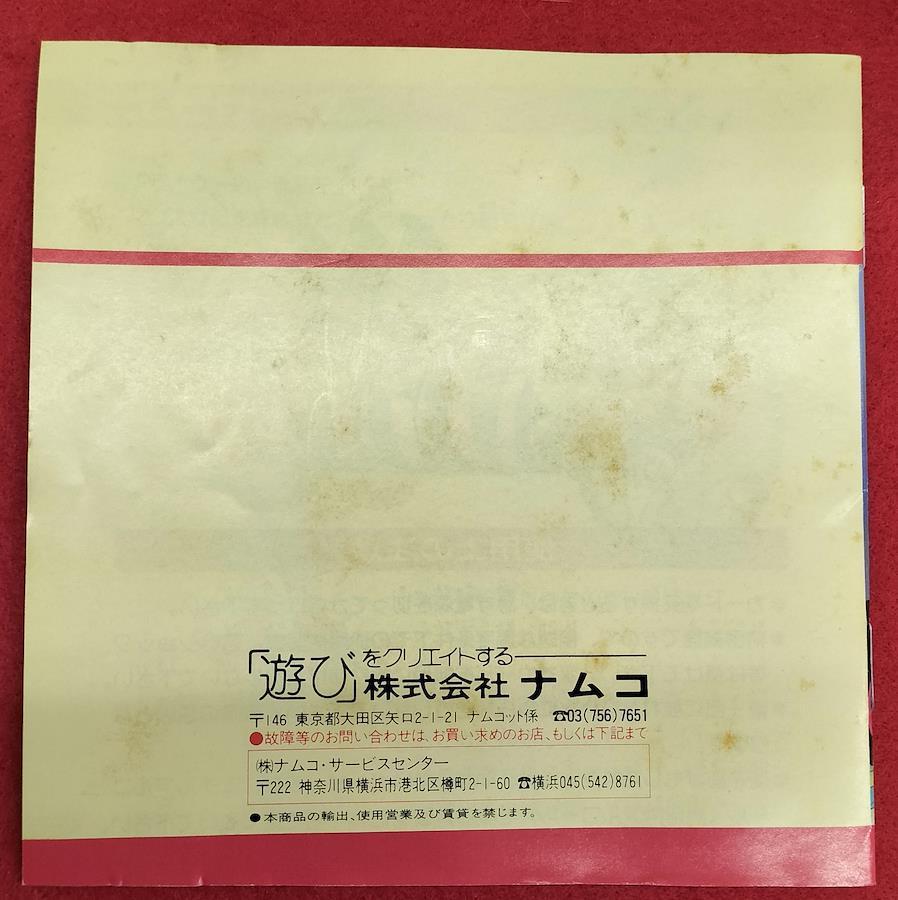 「遊び」をクリエイトする
株式会社 ナムコ
〒146 東京都大田区矢口2-1-21 ナムコット係 ☎03(756)7651
●故障等のお問い合わせは、お買い求めのお店、もしくは下記まで
㈱ナムコ・サービスセンター
〒222 神奈川県横浜市港北区樽町2-1-60 ☎横浜045(542)8761
●本商品の輸出、使用営業及び賃貸を禁じます。